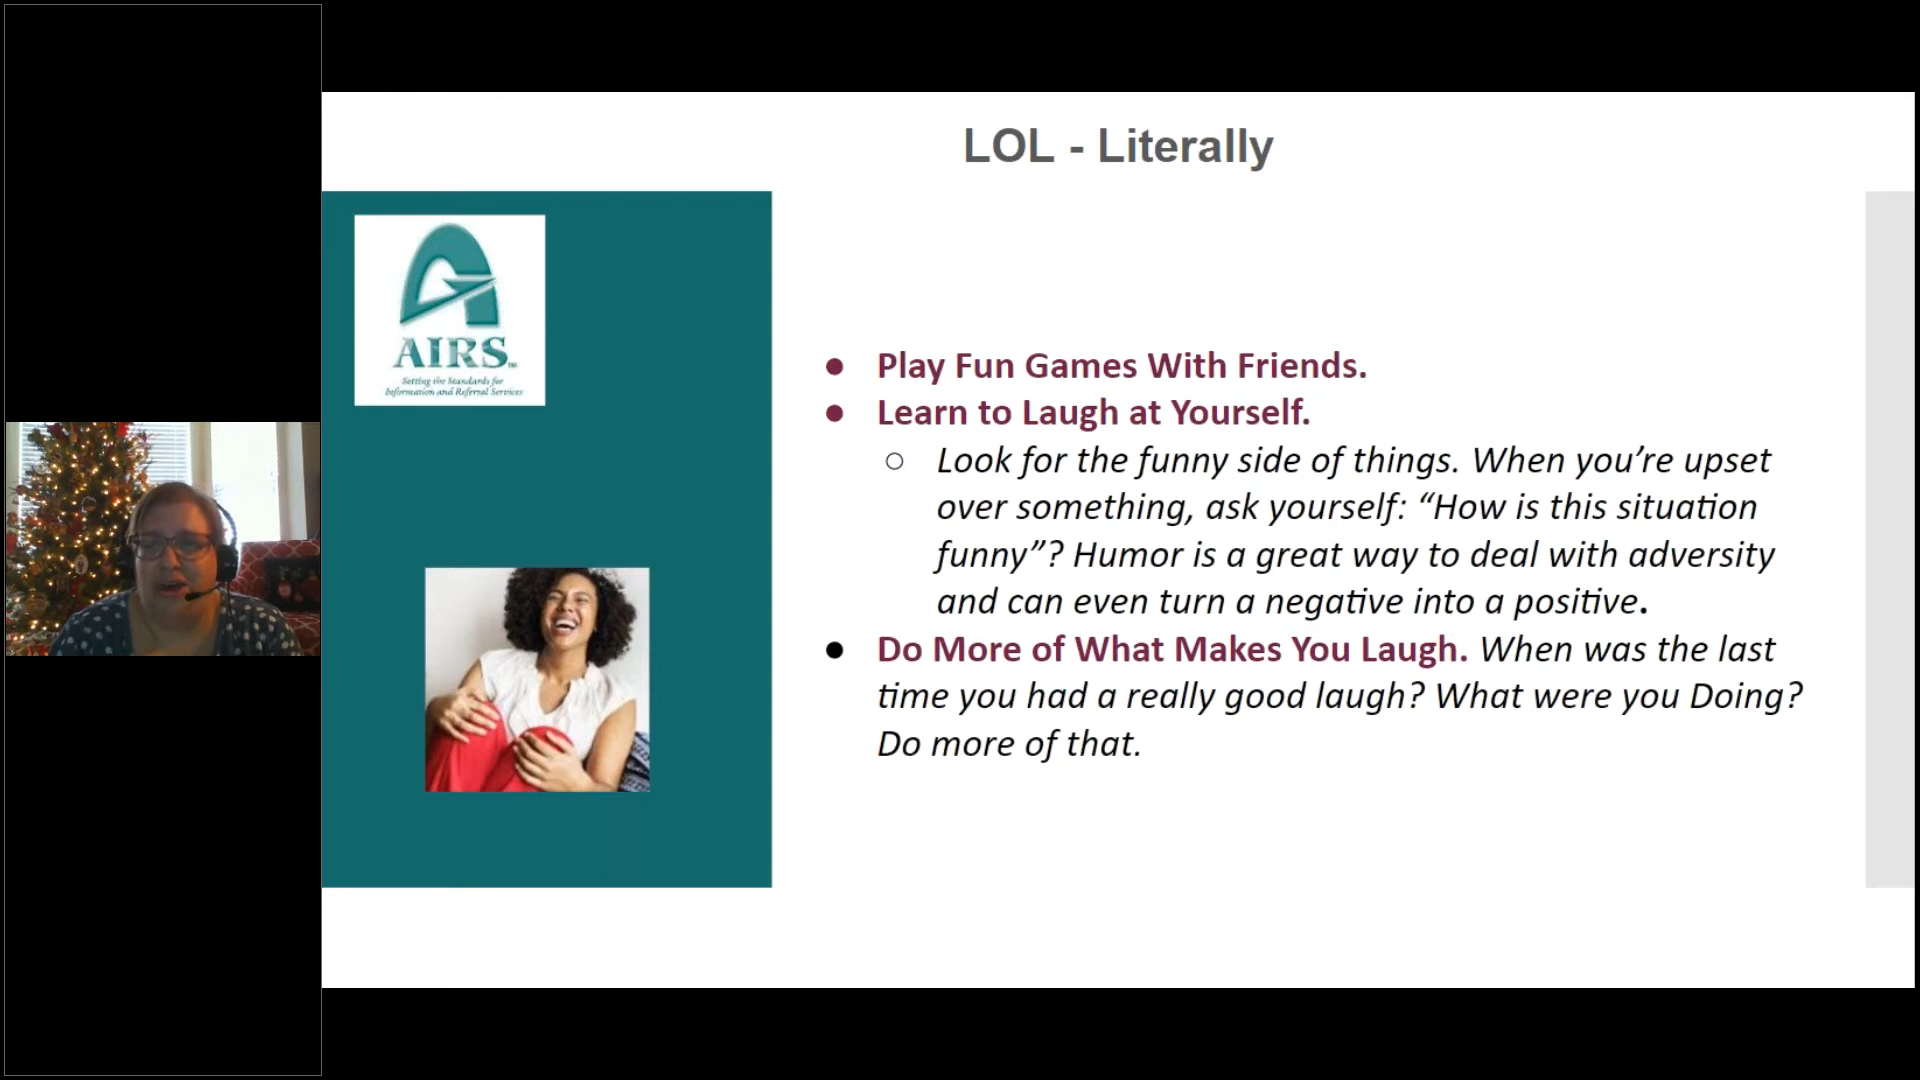 LOL - Literally
AIRS™
Setting the Standards for
Information and Referral Services
● Play Fun Games With Friends.
● Learn to Laugh at Yourself.
○ Look for the funny side of things. When you’re upset
over something, ask yourself: “How is this situation
funny”? Humor is a great way to deal with adversity
and can even turn a negative into a positive.
● Do More of What Makes You Laugh. When was the last
time you had a really good laugh? What were you Doing?
Do more of that.